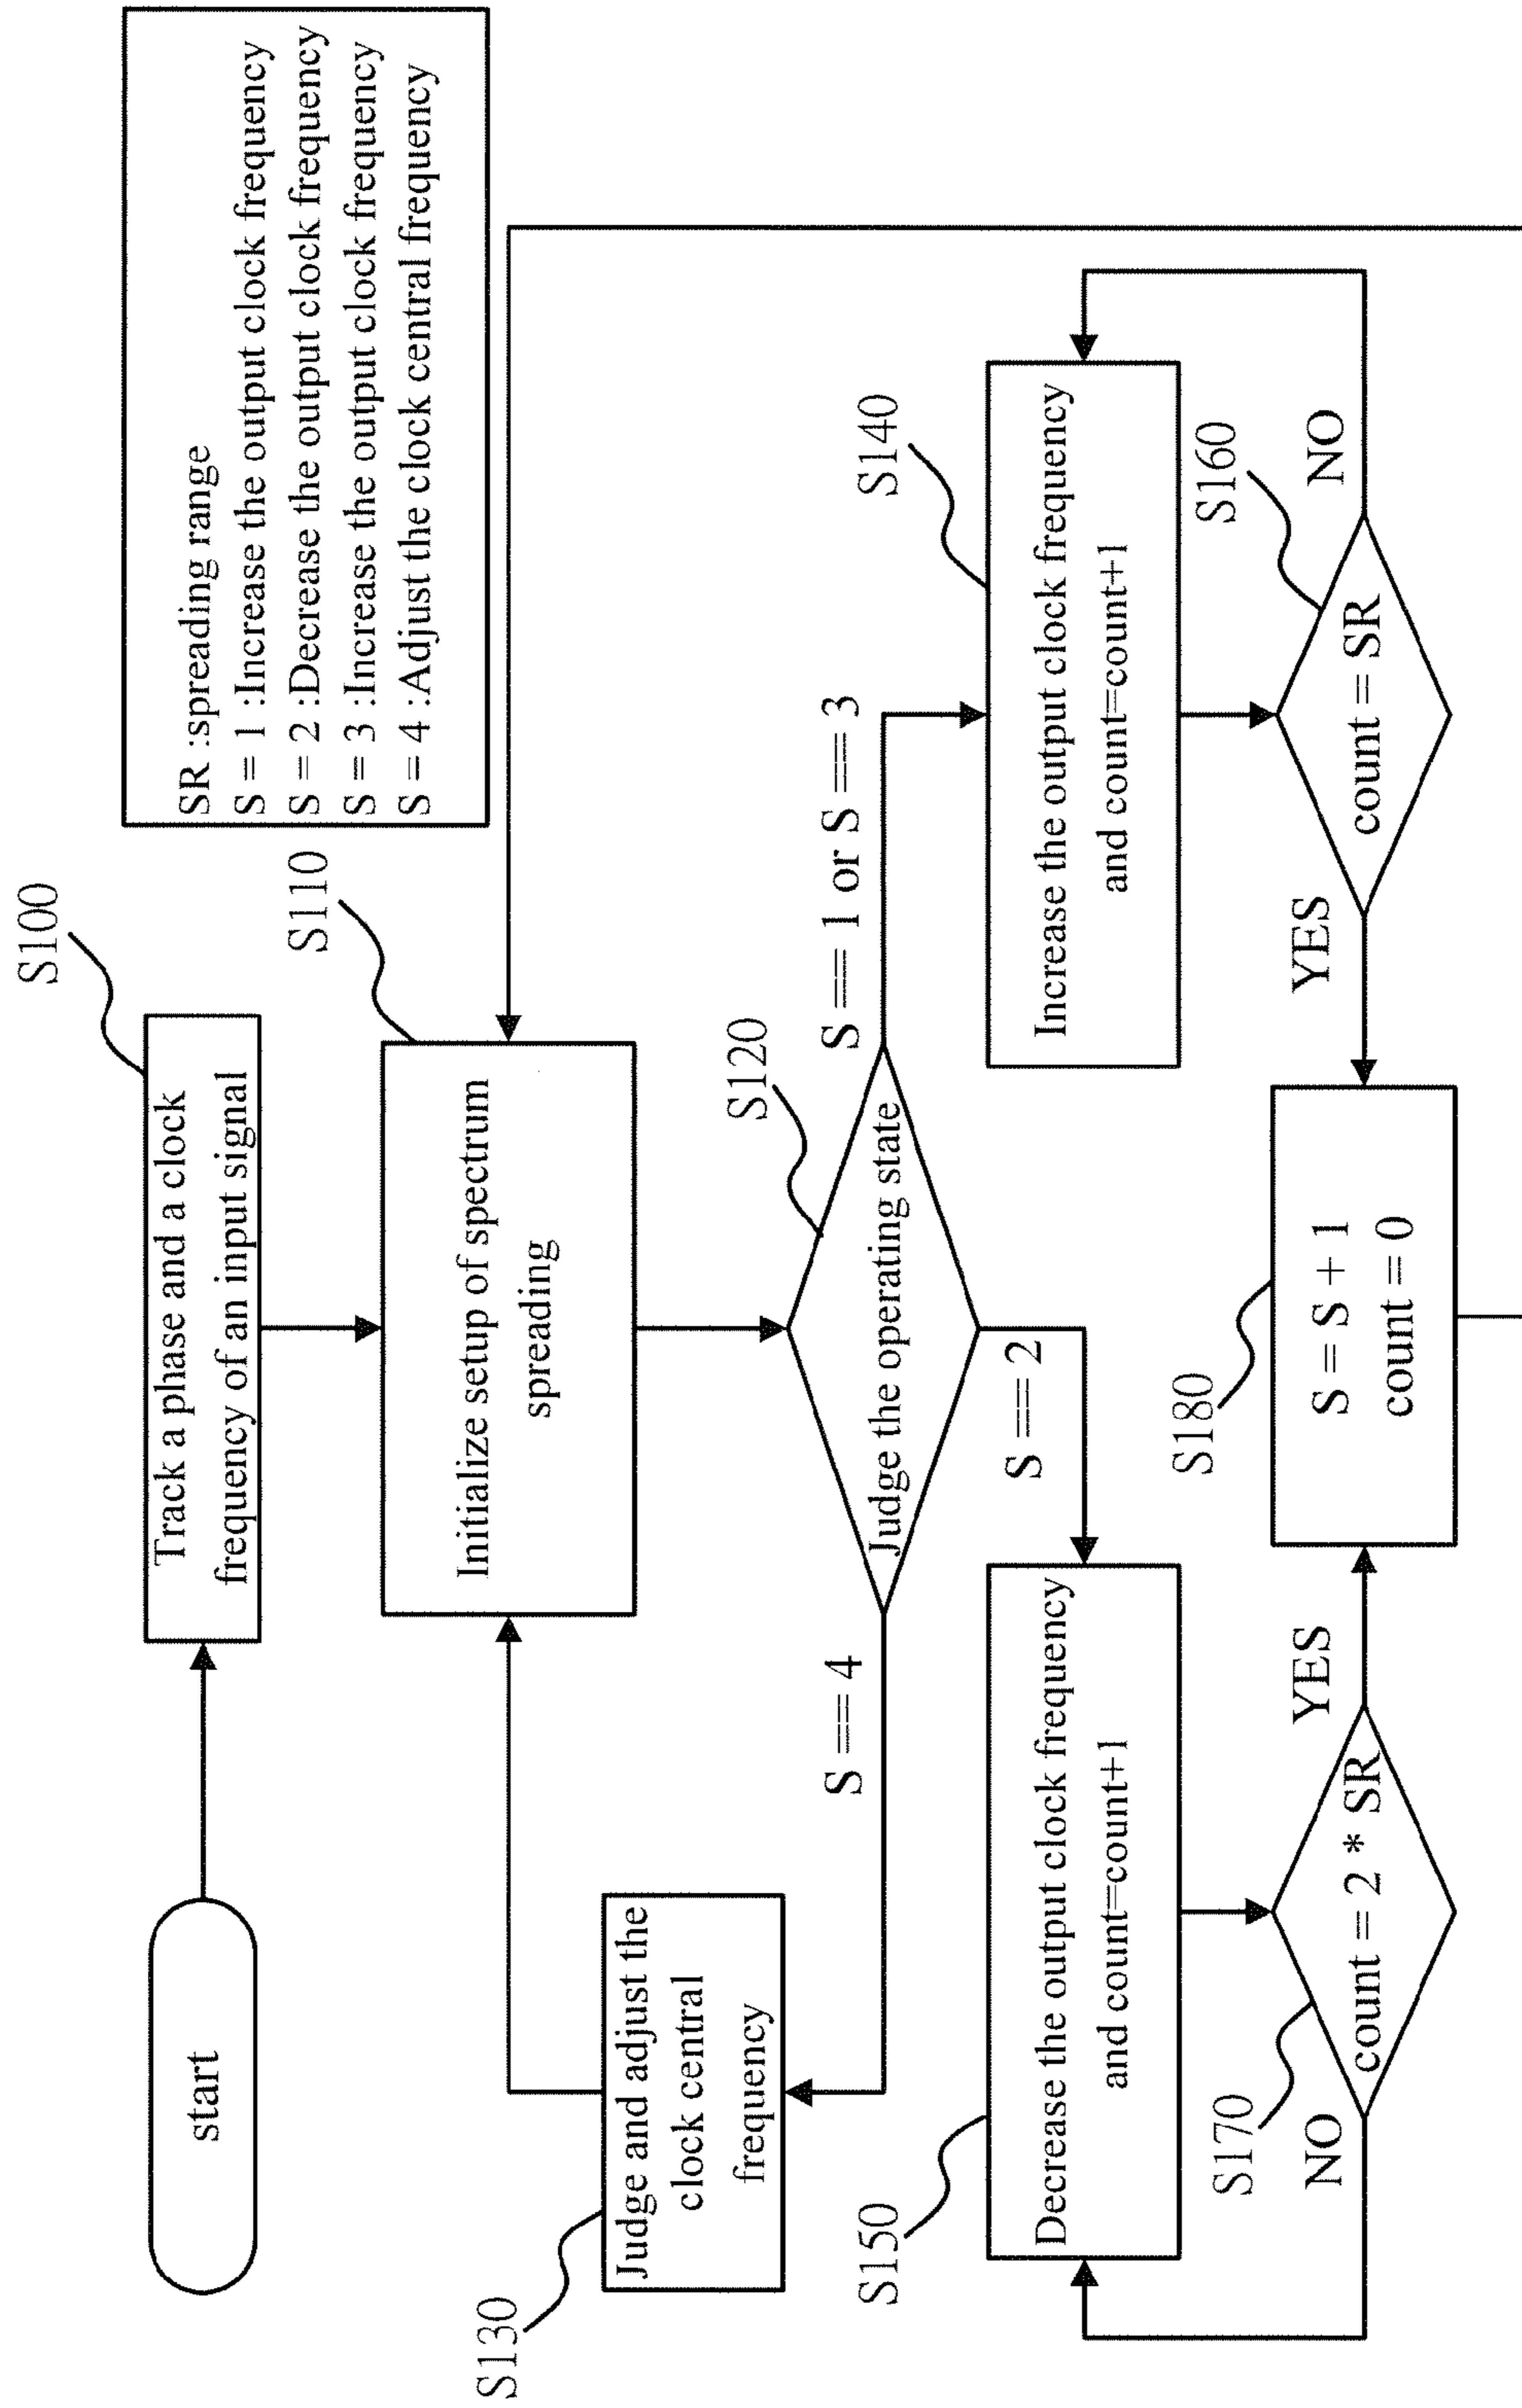 start
Track a phase and a clock
frequency of an input signal
S100
SR :spreading range
S = 1 :Increase the output clock frequency
S = 2 :Decrease the output clock frequency
S = 3 :Increase the output clock frequency
S = 4 :Adjust the clock central frequency
Initialize setup of spectrum
spreading
S110
S130
Judge and adjust the
clock central
frequency
Judge the operating state
S120
S == 4
S == 2
S == 1 or S == 3
S150
Decrease the output clock frequency
and count=count+1
S140
Increase the output clock frequency
and count=count+1
S170
NO
count = 2 * SR
YES
S180
S = S + 1
count = 0
YES
count = SR
S160
NO